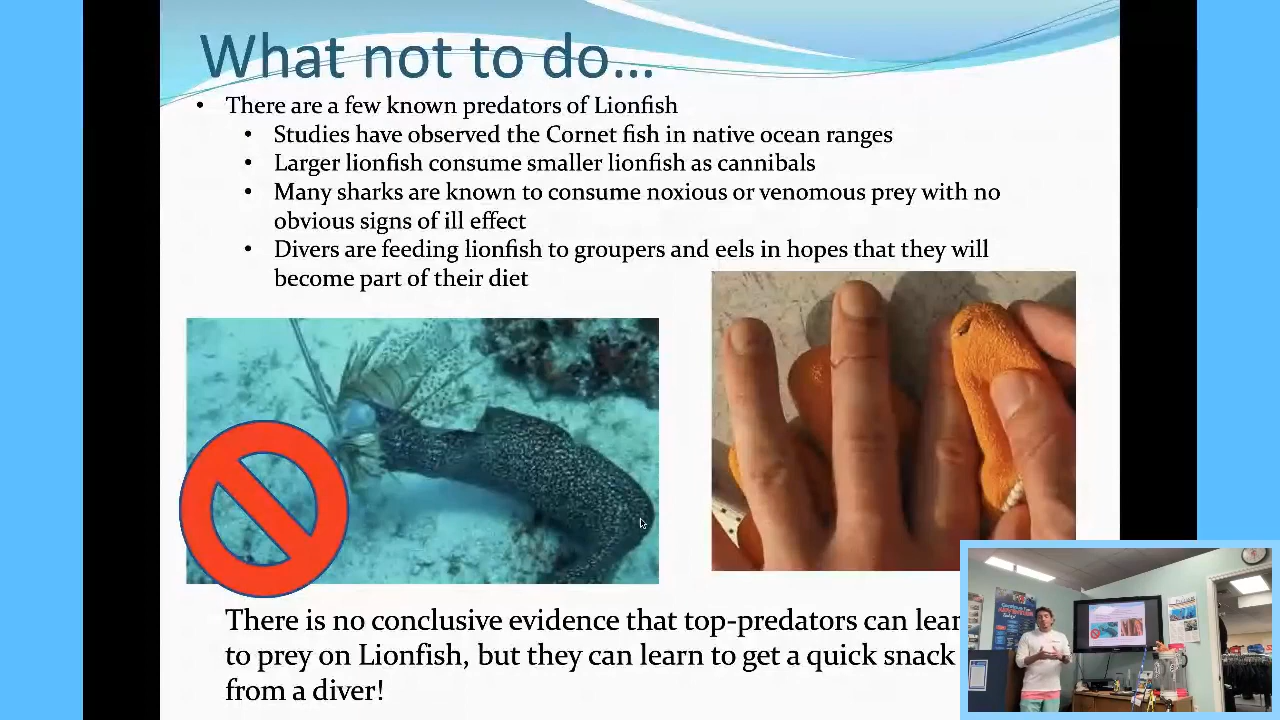 What not to do...
• There are a few known predators of Lionfish
• Studies have observed the Cornet fish in native ocean ranges
• Larger lionfish consume smaller lionfish as cannibals
• Many sharks are known to consume noxious or venomous prey with no
obvious signs of ill effect
• Divers are feeding lionfish to groupers and eels in hopes that they will
become part of their diet
There is no conclusive evidence that top-predators can lear
to prey on Lionfish, but they can learn to get a quick snack
from a diver!